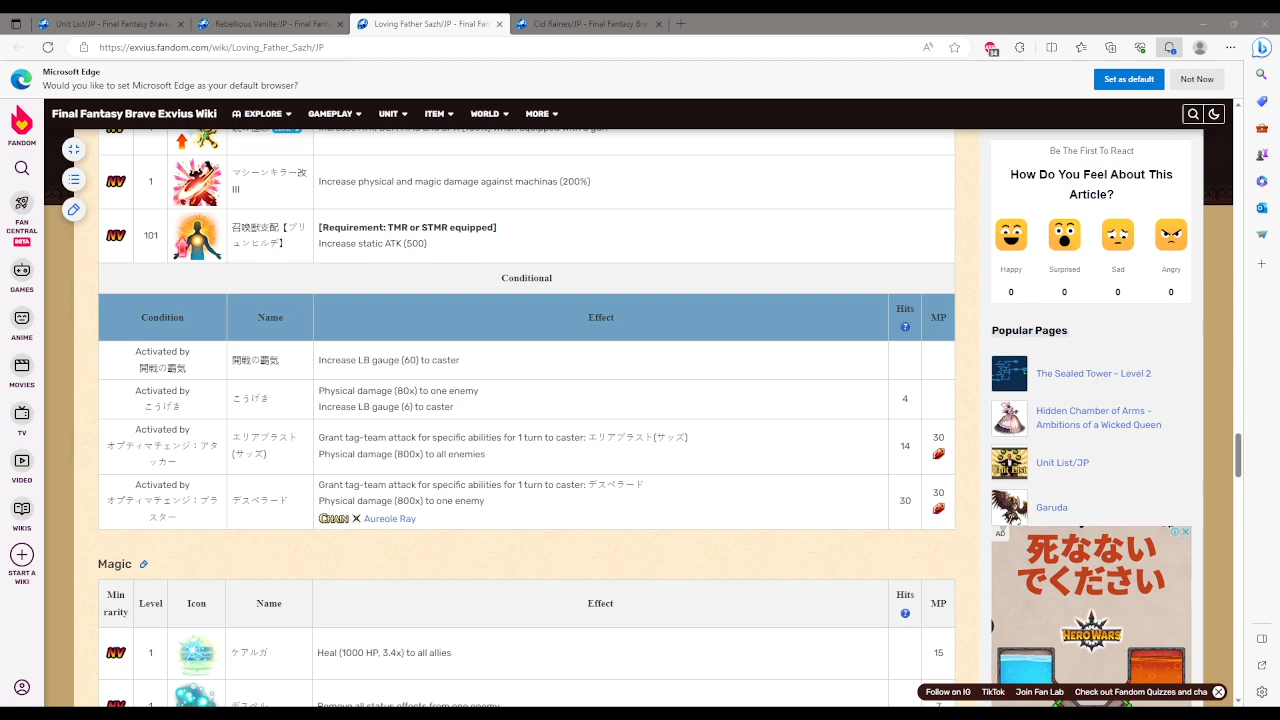 Unit List/JP - Final Fantasy Brave
Rebellious Vanille/JP - Final Fant
Loving Father Sazh/JP - Final Fan
Cid Raines/JP - Final Fantasy Bra
https://exvius.fandom.com/wiki/Loving_Father_Sazh/JP
14
Microsoft Edge
Would you like to set Microsoft Edge as your default browser?
Set as default
Not Now
FANDOM
FAN CENTRAL
BETA
GAMES
ANIME
MOVIES
TV
VIDEO
WIKIS
START A WIKI
Final Fantasy Brave Exvius Wiki
EXPLORE
GAMEPLAY
UNIT
ITEM
WORLD
MORE
NV 1 マシーンキラー改III Increase physical and magic damage against machinas (200%)
NV 101 召喚獣支配【ブリュンヒルデ】 [Requirement: TMR or STMR equipped]
Increase static ATK (500)
Conditional
Condition Name Effect Hits MP
Activated by 開戦の覇気 開戦の覇気 Increase LB gauge (60) to caster
Activated by こうげき こうげき Physical damage (80x) to one enemy 4
Increase LB gauge (6) to caster
Activated by オプティマチェンジ：アタッカー エリアブラスト(サッズ) Grant tag-team attack for specific abilities for 1 turn to caster: エリアブラスト(サッズ) 14 30
Physical damage (800x) to all enemies
Activated by オプティマチェンジ：ブラスター デスペラード Grant tag-team attack for specific abilities for 1 turn to caster: デスペラード 30 30
Physical damage (800x) to one enemy
CHAIN Aureole Ray
Magic
Min rarity Level Icon Name Effect Hits MP
NV 1 ケアルガ Heal (1000 HP, 3.4x) to all allies 15
Be The First To React
How Do You Feel About This Article?
Happy Surprised Sad Angry
0 0 0 0
Popular Pages
The Sealed Tower - Level 2
Hidden Chamber of Arms - Ambitions of a Wicked Queen
Unit List/JP
Garuda
AD
死なないでください
HERO WARS
Follow on IG TikTok Join Fan Lab Check out Fandom Quizzes and cha